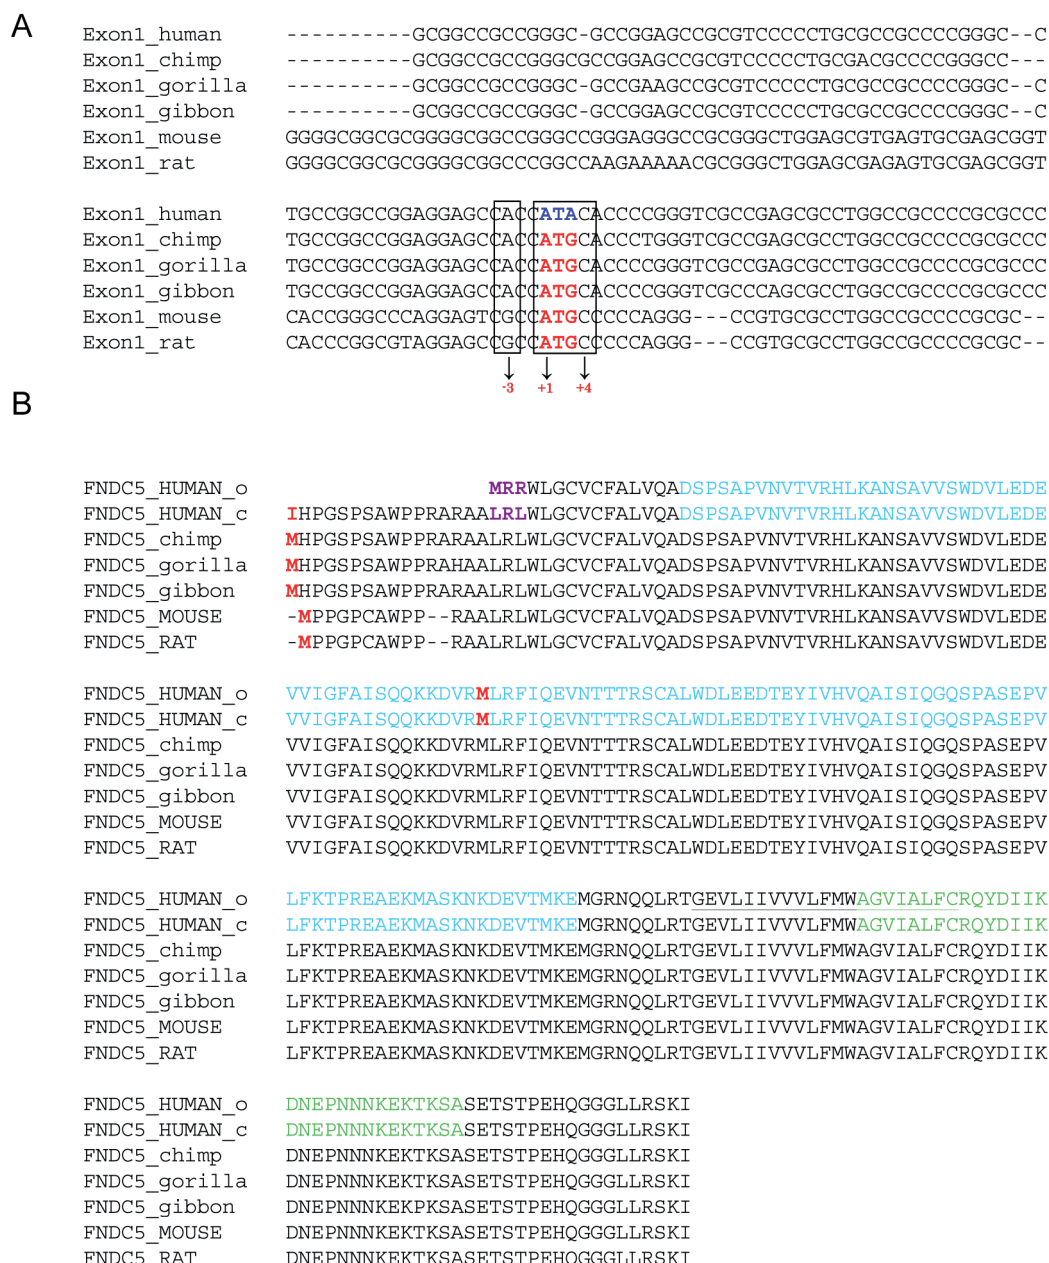 A
Exon1_human ----------GCGGCCGCCGGGC-GCCGGAGCCGCGTCCCCCTGCGCCGCCCCGGGC--C
Exon1_chimp ----------GCGGCCGCCGGGCGCCGGAGCCGCGTCCCCCTGCGACGCCCCGGGCC---
Exon1_gorilla ----------GCGGCCGCCGGGC-GCCGAAGCCGCGTCCCCCTGCGCCGCCCCGGGC--C
Exon1_gibbon ----------GCGGCCGCCGGGC-GCCGGAGCCGCGTCCCCCTGCGCCGCCCCGGGC--C
Exon1_mouse GGGGCGGCGCGGGGCGGCCGGGCCGGGAGGGCCGCGGGCTGGAGCGTGAGTGCGAGCGGT
Exon1_rat GGGGCGGCGCGGGGCGGCCCGGCCAAGAAAAACGCGGGCTGGAGCGAGAGTGCGAGCGGT
Exon1_human TGCCGGCCGGAGGAGCCACCATACACCCCGGGTCGCCGAGCGCCTGGCCGCCCCGCGCCC
Exon1_chimp TGCCGGCCGGAGGAGCCACCATGCACCCTGGGTCGCCGAGCGCCTGGCCGCCCCGCGCCC
Exon1_gorilla TGCCGGCCGGAGGAGCCACCATGCACCCCGGGTCGCCGAGCGCCTGGCCGCCCCGCGCCC
Exon1_gibbon TGCCGGCCGGAGGAGCCACCATGCACCCCGGGTCGCCCAGCGCCTGGCCGCCCCGCGCCC
Exon1_mouse CACCGGGCCCAGGAGTCGCCATGCCCCCAGGG---CCGTGCGCCTGGCCGCCCCGCGC--
Exon1_rat CACCCGGCGTAGGAGCCGCCATGCCCCCAGGG---CCGTGCGCCTGGCCGCCCCGCGC--
-3 +1 +4
B
FNDC5_HUMAN_o MRRWLGCVCFALVQADSPSAPVNVTVRHLKANSAVVSWDVLEDE
FNDC5_HUMAN_c IHPGSPSAWPPRARAALRLWLGCVCFALVQADSPSAPVNVTVRHLKANSAVVSWDVLEDE
FNDC5_chimp MHPGSPSAWPPRARAALRLWLGCVCFALVQADSPSAPVNVTVRHLKANSAVVSWDVLEDE
FNDC5_gorilla MHPGSPSAWPPRAHAALRLWLGCVCFALVQADSPSAPVNVTVRHLKANSAVVSWDVLEDE
FNDC5_gibbon MHPGSPSAWPPRARAALRLWLGCVCFALVQADSPSAPVNVTVRHLKANSAVVSWDVLEDE
FNDC5_MOUSE -MPPGPCAWPP--RAALRLWLGCVCFALVQADSPSAPVNVTVRHLKANSAVVSWDVLEDE
FNDC5_RAT -MPPGPCAWPP--RAALRLWLGCVCFALVQADSPSAPVNVTVRHLKANSAVVSWDVLEDE
FNDC5_HUMAN_o VVIGFAISQQKKDVRMLRFIQEVNTTTRSCALWDLEEDTEYIVHVQAISIQGQSPASEPV
FNDC5_HUMAN_c VVIGFAISQQKKDVRMLRFIQEVNTTTRSCALWDLEEDTEYIVHVQAISIQGQSPASEPV
FNDC5_chimp VVIGFAISQQKKDVRMLRFIQEVNTTTRSCALWDLEEDTEYIVHVQAISIQGQSPASEPV
FNDC5_gorilla VVIGFAISQQKKDVRMLRFIQEVNTTTRSCALWDLEEDTEYIVHVQAISIQGQSPASEPV
FNDC5_gibbon VVIGFAISQQKKDVRMLRFIQEVNTTTRSCALWDLEEDTEYIVHVQAISIQGQSPASEPV
FNDC5_MOUSE VVIGFAISQQKKDVRMLRFIQEVNTTTRSCALWDLEEDTEYIVHVQAISIQGQSPASEPV
FNDC5_RAT VVIGFAISQQKKDVRMLRFIQEVNTTTRSCALWDLEEDTEYIVHVQAISIQGQSPASEPV
FNDC5_HUMAN_o LFKTPREAEKMASKNKDEVTMKEMGRNQQLRTGEVLIIVVVLFMWAGVIALFCRQYDIIK
FNDC5_HUMAN_c LFKTPREAEKMASKNKDEVTMKEMGRNQQLRTGEVLIIVVVLFMWAGVIALFCRQYDIIK
FNDC5_chimp LFKTPREAEKMASKNKDEVTMKEMGRNQQLRTGEVLIIVVVLFMWAGVIALFCRQYDIIK
FNDC5_gorilla LFKTPREAEKMASKNKDEVTMKEMGRNQQLRTGEVLIIVVVLFMWAGVIALFCRQYDIIK
FNDC5_gibbon LFKTPREAEKMASKNKDEVTMKEMGRNQQLRTGEVLIIVVVLFMWAGVIALFCRQYDIIK
FNDC5_MOUSE LFKTPREAEKMASKNKDEVTMKEMGRNQQLRTGEVLIIVVVLFMWAGVIALFCRQYDIIK
FNDC5_RAT LFKTPREAEKMASKNKDEVTMKEMGRNQQLRTGEVLIIVVVLFMWAGVIALFCRQYDIIK
FNDC5_HUMAN_o DNEPNNNKEKTKSASETSTPEHQGGGLLRSKI
FNDC5_HUMAN_c DNEPNNNKEKTKSASETSTPEHQGGGLLRSKI
FNDC5_chimp DNEPNNNKEKTKSASETSTPEHQGGGLLRSKI
FNDC5_gorilla DNEPNNNKEKTKSASETSTPEHQGGGLLRSKI
FNDC5_gibbon DNEPNNNKEKPKSASETSTPEHQGGGLLRSKI
FNDC5_MOUSE DNEPNNNKEKTKSASETSTPEHQGGGLLRSKI
FNDC5_RAT DNEPNNNKEKTKSASETSTPEHQGGGLLRSKI